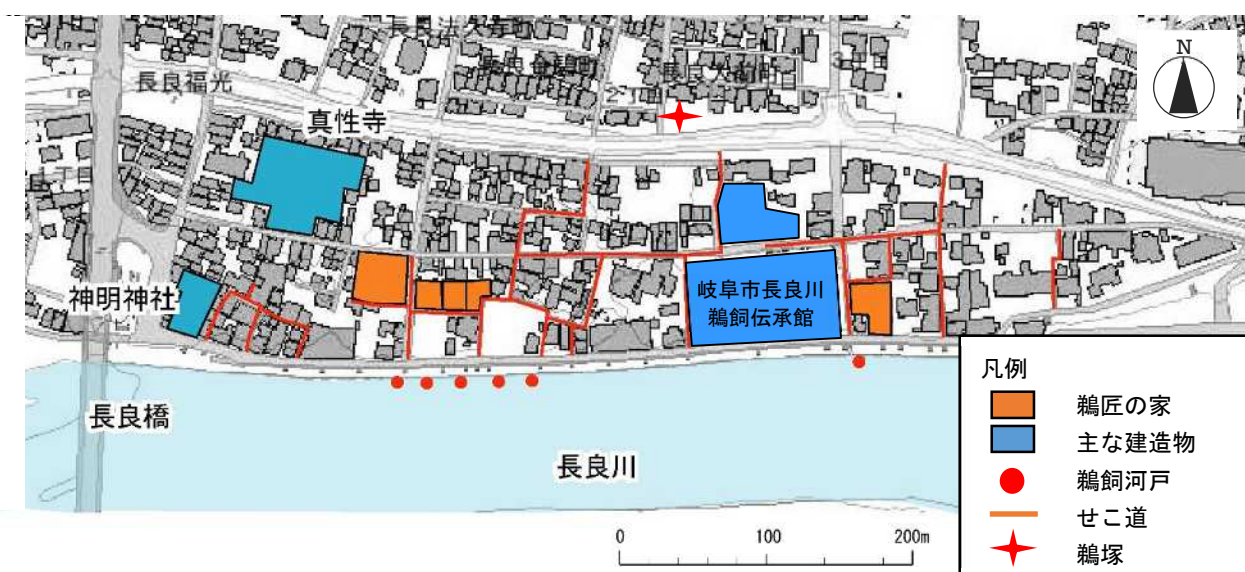 N
長良福光
真性寺
神明神社
岐阜市長良川
鵜飼伝承館
長良橋
長良川
凡例
鵜匠の家
主な建造物
鵜飼河戸
せこ道
鵜塚
0 100 200m